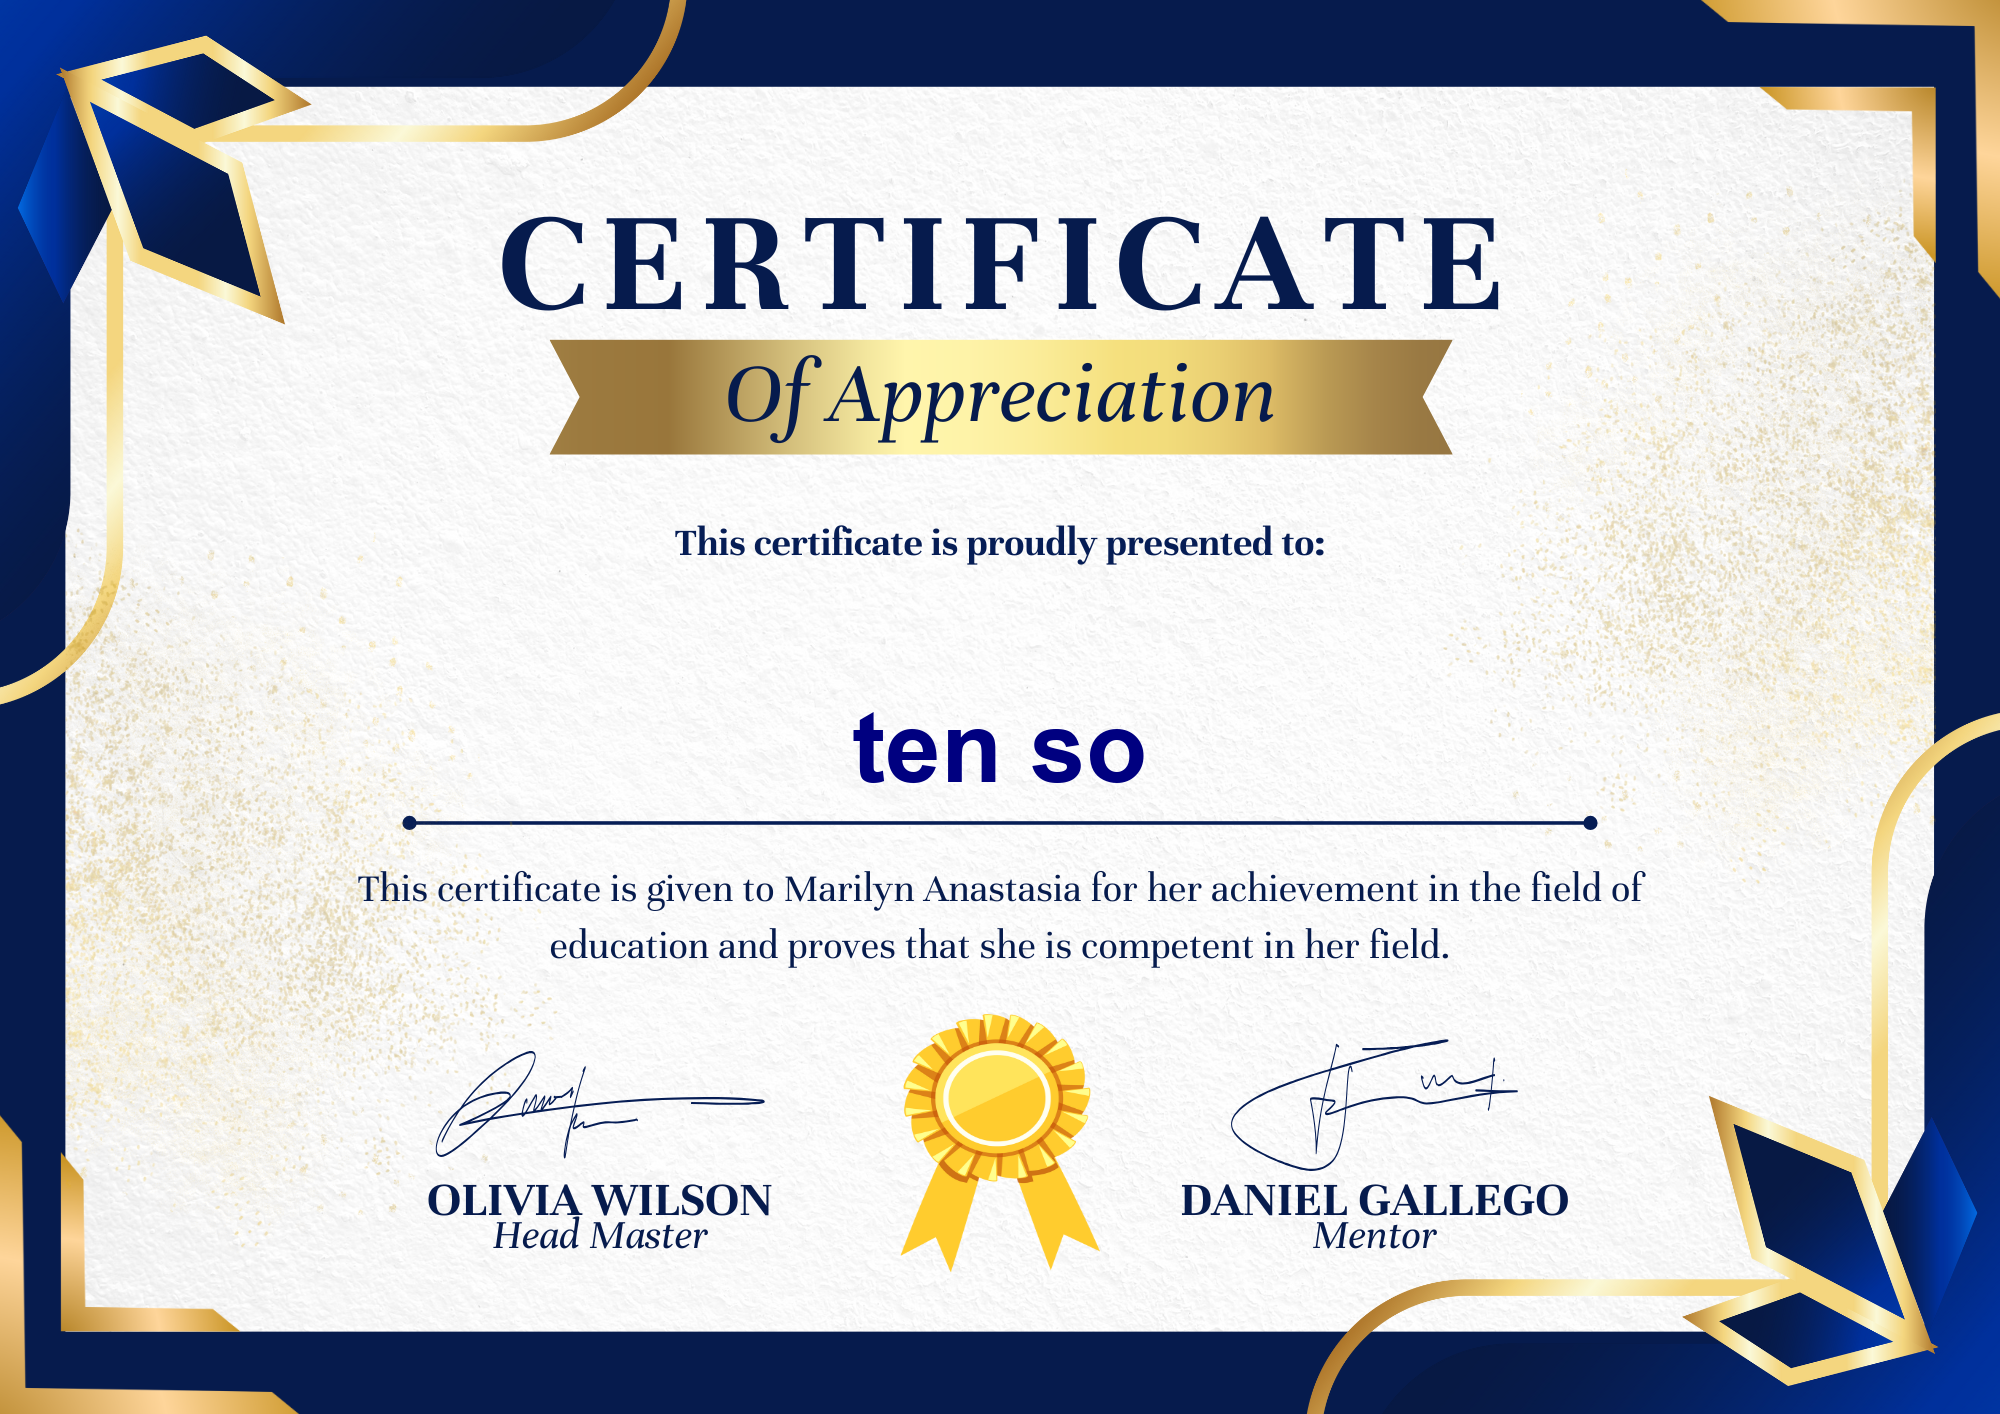 CERTIFICATE
Of Appreciation
This certificate is proudly presented to:
ten so
This certificate is given to Marilyn Anastasia for her achievement in the field of
education and proves that she is competent in her field.
OLIVIA WILSON
Head Master
DANIEL GALLEGO
Mentor